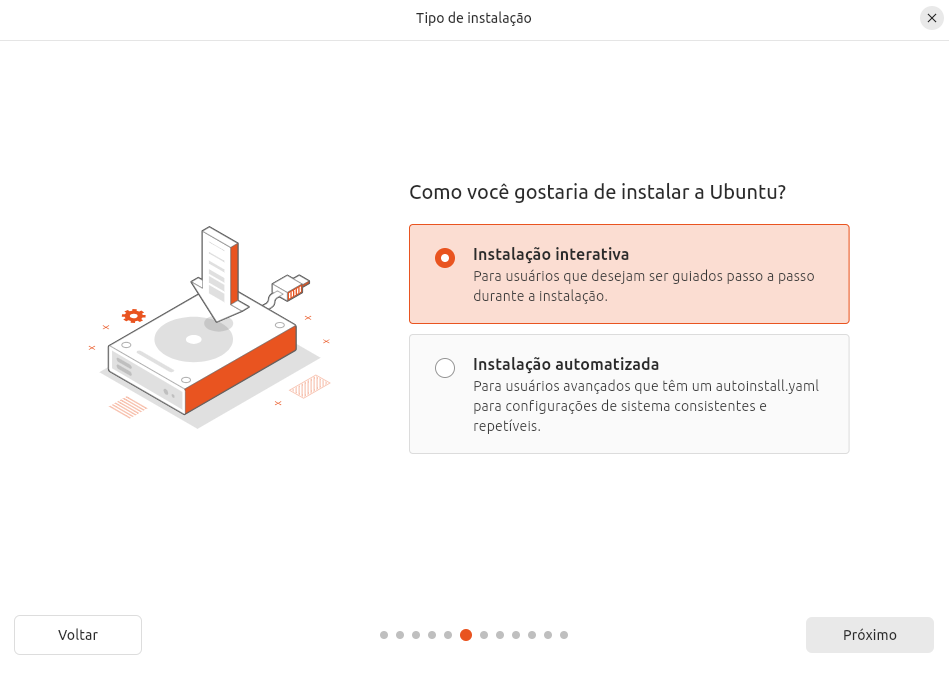 Tipo de instalação
Como você gostaria de instalar a Ubuntu?
Instalação interativa
Para usuários que desejam ser guiados passo a passo
durante a instalação.
Instalação automatizada
Para usuários avançados que têm um autoinstall.yaml
para configurações de sistema consistentes e
repetíveis.
Voltar
Próximo